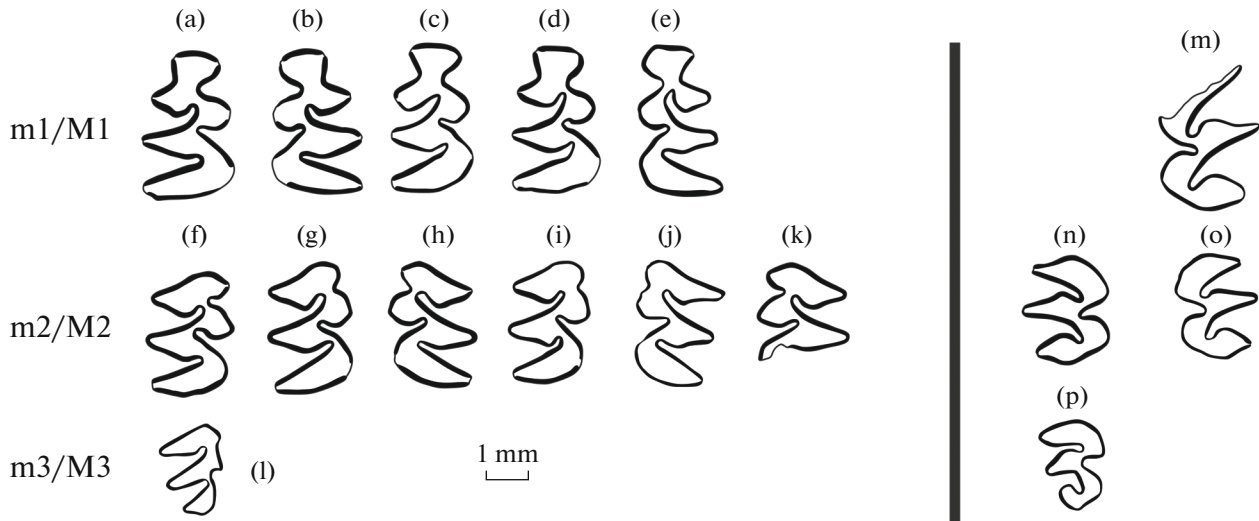 (a) (b) (c) (d) (e) (m)
m1/M1
(f) (g) (h) (i) (j) (k) (n) (o)
m2/M2
(p)
m3/M3 (l) 1 mm